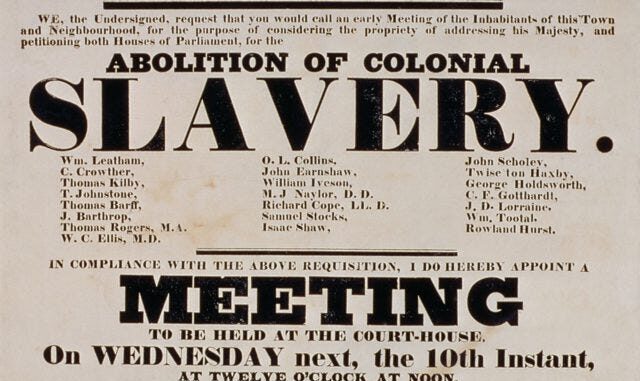 WE, the Undersigned, request that you would call an early Meeting of the Inhabitants of this Town
and Neighbourhood, for the purpose of considering the propriety of addressing his Majesty, and
petitioning both Houses of Parliament, for the
ABOLITION OF COLONIAL
SLAVERY.
Wm. Leatham,
C. Crowther,
Thomas Kilby,
T. Johnstone,
Thomas Barff,
J. Barthrop,
Thomas Rogers, M.A.
W. C. Ellis, M.D.
O. L. Collins,
John Earnshaw,
William Iveson,
M. J Naylor, D. D.
Richard Cope, LL. D.
Samuel Stocks,
Isaac Shaw,
John Scholey,
Twise ton Haxby,
George Holdsworth,
C. F. Gotthardt,
J. D. Lorraine,
Wm. Tootal,
Rowland Hurst.
IN COMPLIANCE WITH THE ABOVE REQUISITION, I DO HEREBY APPOINT A
MEETING
TO BE HELD AT THE COURT-HOUSE,
On WEDNESDAY next, the 10th Instant,
AT TWELVE O'CLOCK AT NOON.